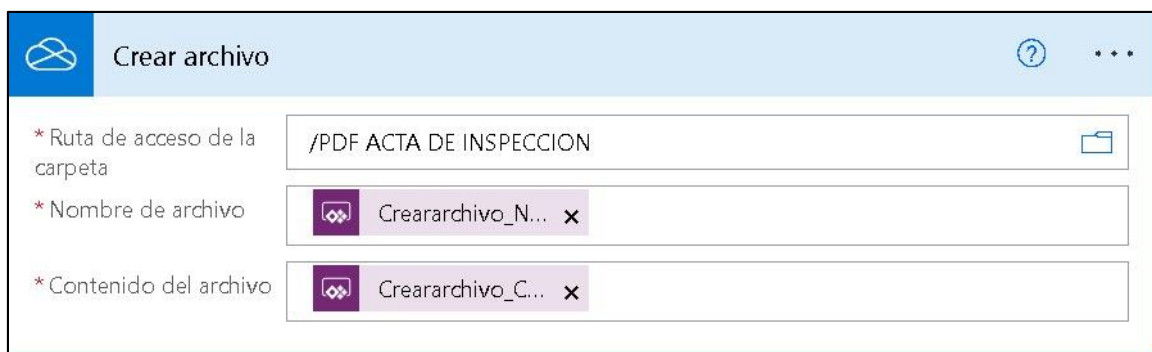 Crear archivo
* Ruta de acceso de la
carpeta
/PDF ACTA DE INSPECCION
* Nombre de archivo
Creararchivo_N...
* Contenido del archivo
Creararchivo_C...